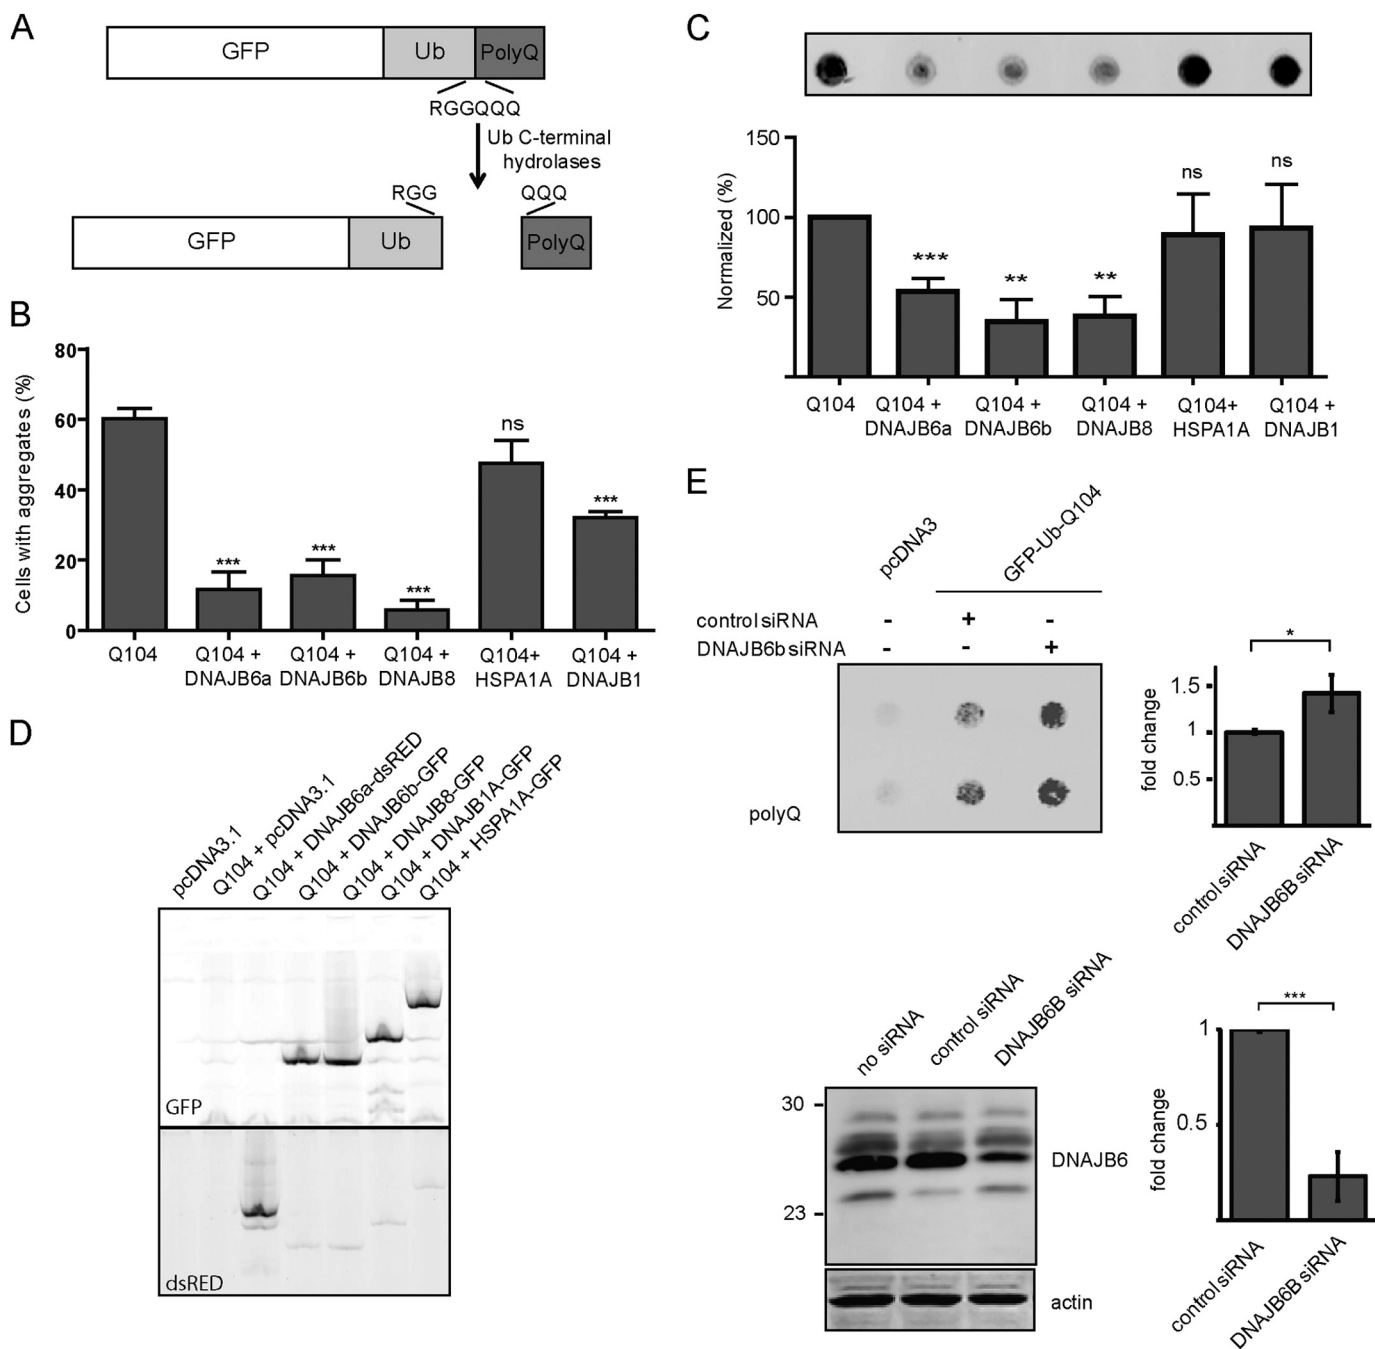 A
GFP
Ub
PolyQ
RGGQQQ
Ub C-terminal
hydrolases
RGG
QQQ
GFP
Ub
PolyQ
B
Cells with aggregates (%)
80
60
40
20
0
***
***
***
ns
***
Q104
Q104 +
DNAJB6a
Q104 +
DNAJB6b
Q104 +
DNAJB8
Q104+
HSPA1A
Q104 +
DNAJB1
C
Normalized (%)
150
100
50
***
**
**
ns
ns
Q104
Q104 +
DNAJB6a
Q104 +
DNAJB6b
Q104 +
DNAJB8
Q104+
HSPA1A
Q104 +
DNAJB1
D
pcDNA3.1
Q104 + pcDNA3.1
Q104 + DNAJB6a-dsRED
Q104 + DNAJB6b-GFP
Q104 + DNAJB8-GFP
Q104 + DNAJB1A-GFP
Q104 + HSPA1A-GFP
GFP
dsRED
E
pcDNA3
GFP-Ub-Q104
control siRNA - + -
DNAJB6b siRNA - - +
polyQ
fold change
1.5
1
0.5
*
control siRNA
DNAJB6B siRNA
no siRNA
control siRNA
DNAJB6B siRNA
30
23
DNAJB6
actin
fold change
1
0.5
***
control siRNA
DNAJB6B siRNA